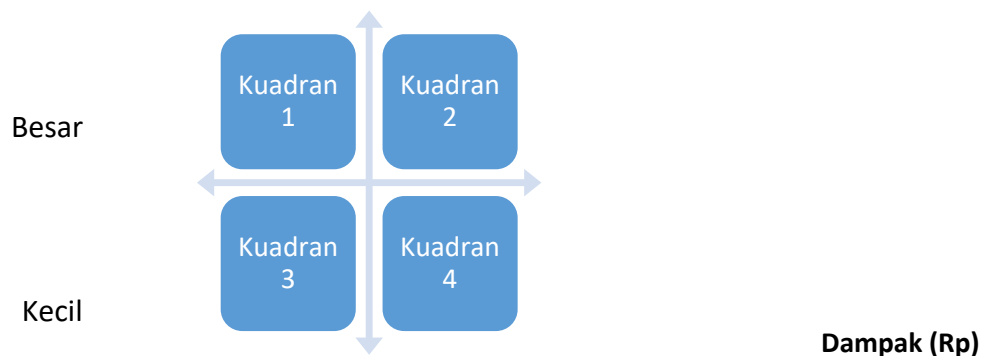 Kuadran
1
Kuadran
2
Besar
Kuadran
3
Kuadran
4
Kecil
Dampak (Rp)